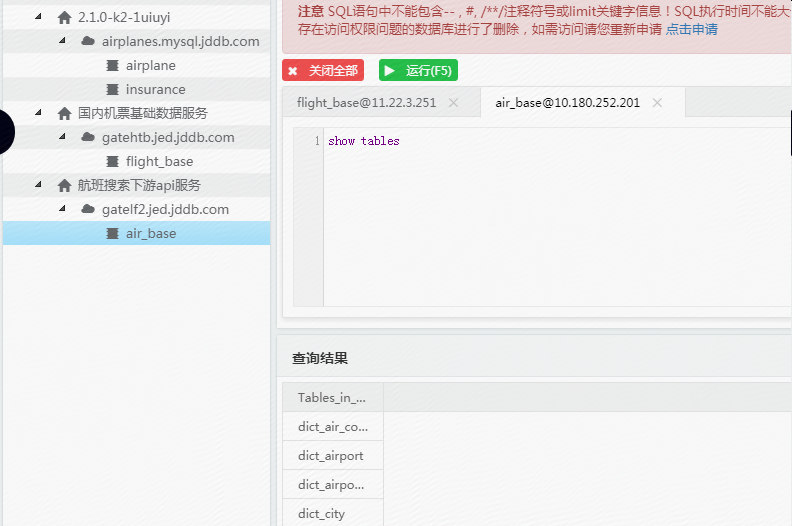 2.1.0-k2-1uiuyi
airplanes.mysql.jddb.com
airplane
insurance
国内机票基础数据服务
gatehtb.jed.jddb.com
flight_base
航班搜索下游api服务
gatelf2.jed.jddb.com
air_base
注意 SQL语句中不能包含-- , #, /**/注释符号或limit关键字信息！SQL执行时间不能大
存在访问权限问题的数据库进行了删除，如需访问请您重新申请 点击申请
关闭全部 运行(F5)
flight_base@11.22.3.251 air_base@10.180.252.201
1 show tables
查询结果
Tables_in_...
dict_air_co...
dict_airport
dict_airpo...
dict_city